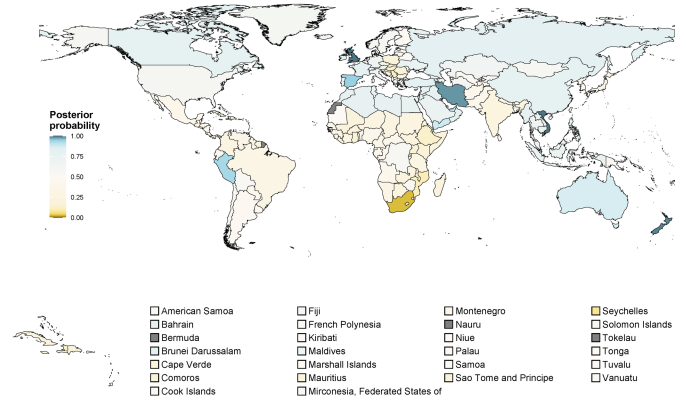 Posterior
probability
1.00
0.75
0.50
0.25
0.00
American Samoa
Bahrain
Bermuda
Brunei Darussalam
Cape Verde
Comoros
Cook Islands
Fiji
French Polynesia
Kiribati
Maldives
Marshall Islands
Mauritius
Mirconesia, Federated States of
Montenegro
Nauru
Niue
Palau
Samoa
Sao Tome and Principe
Seychelles
Solomon Islands
Tokelau
Tonga
Tuvalu
Vanuatu